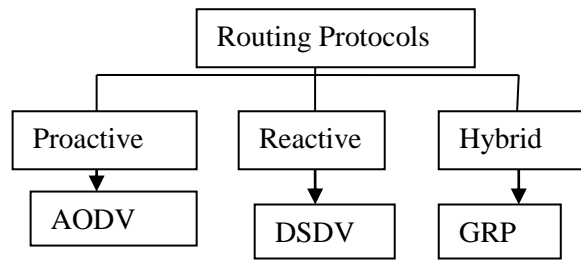 Routing Protocols
Proactive
Reactive
Hybrid
AODV
DSDV
GRP